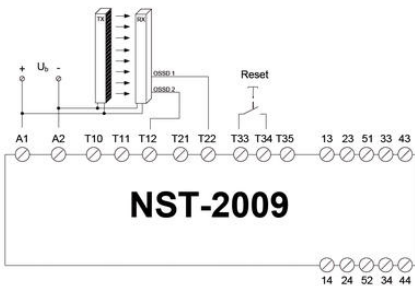 TX
RX
OSSD 1
OSSD 2
+ Ub -
Reset
A1 A2 T10 T11 T12 T21 T22 T33 T34 T35 13 23 51 33 43
NST-2009
14 24 52 34 44